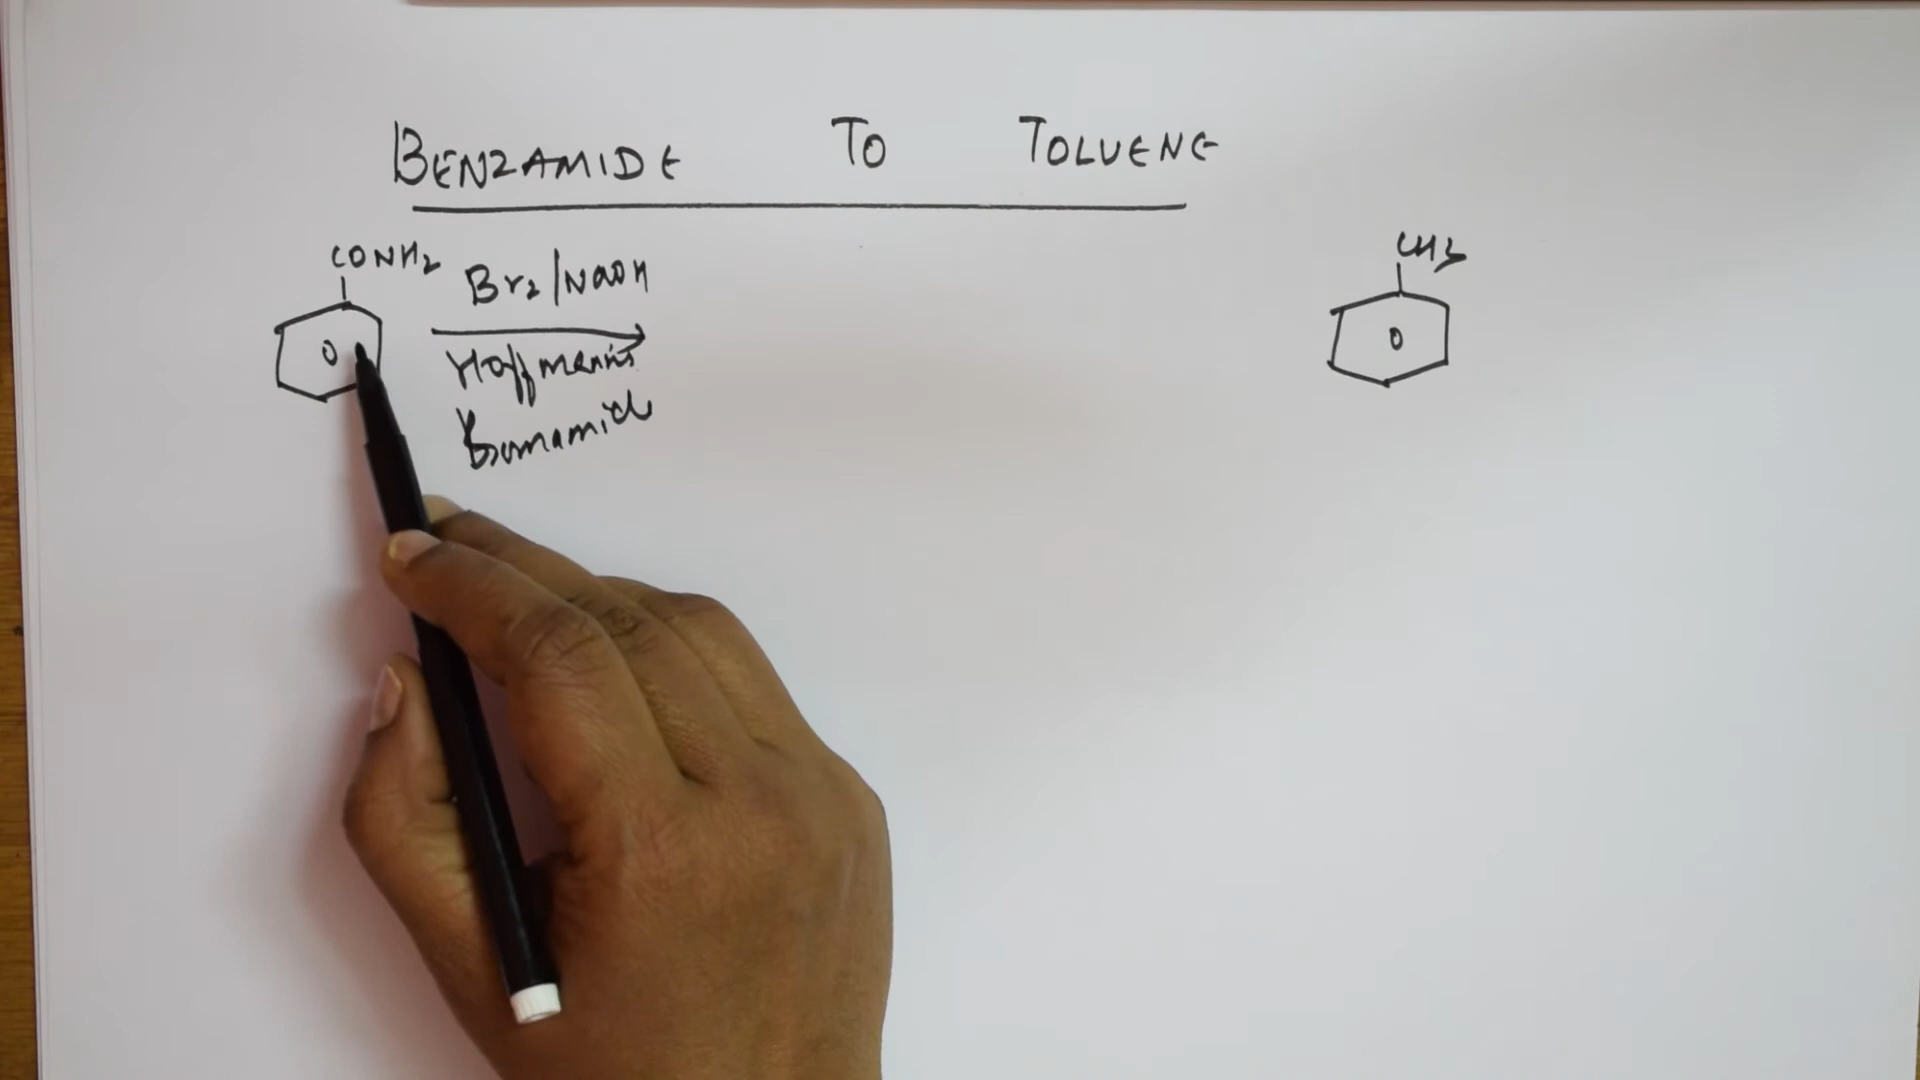 BENZAMIDE TO TOLUENE
CONH2
Br2/NaOH
Hoffmann's
Bromamide
CH3